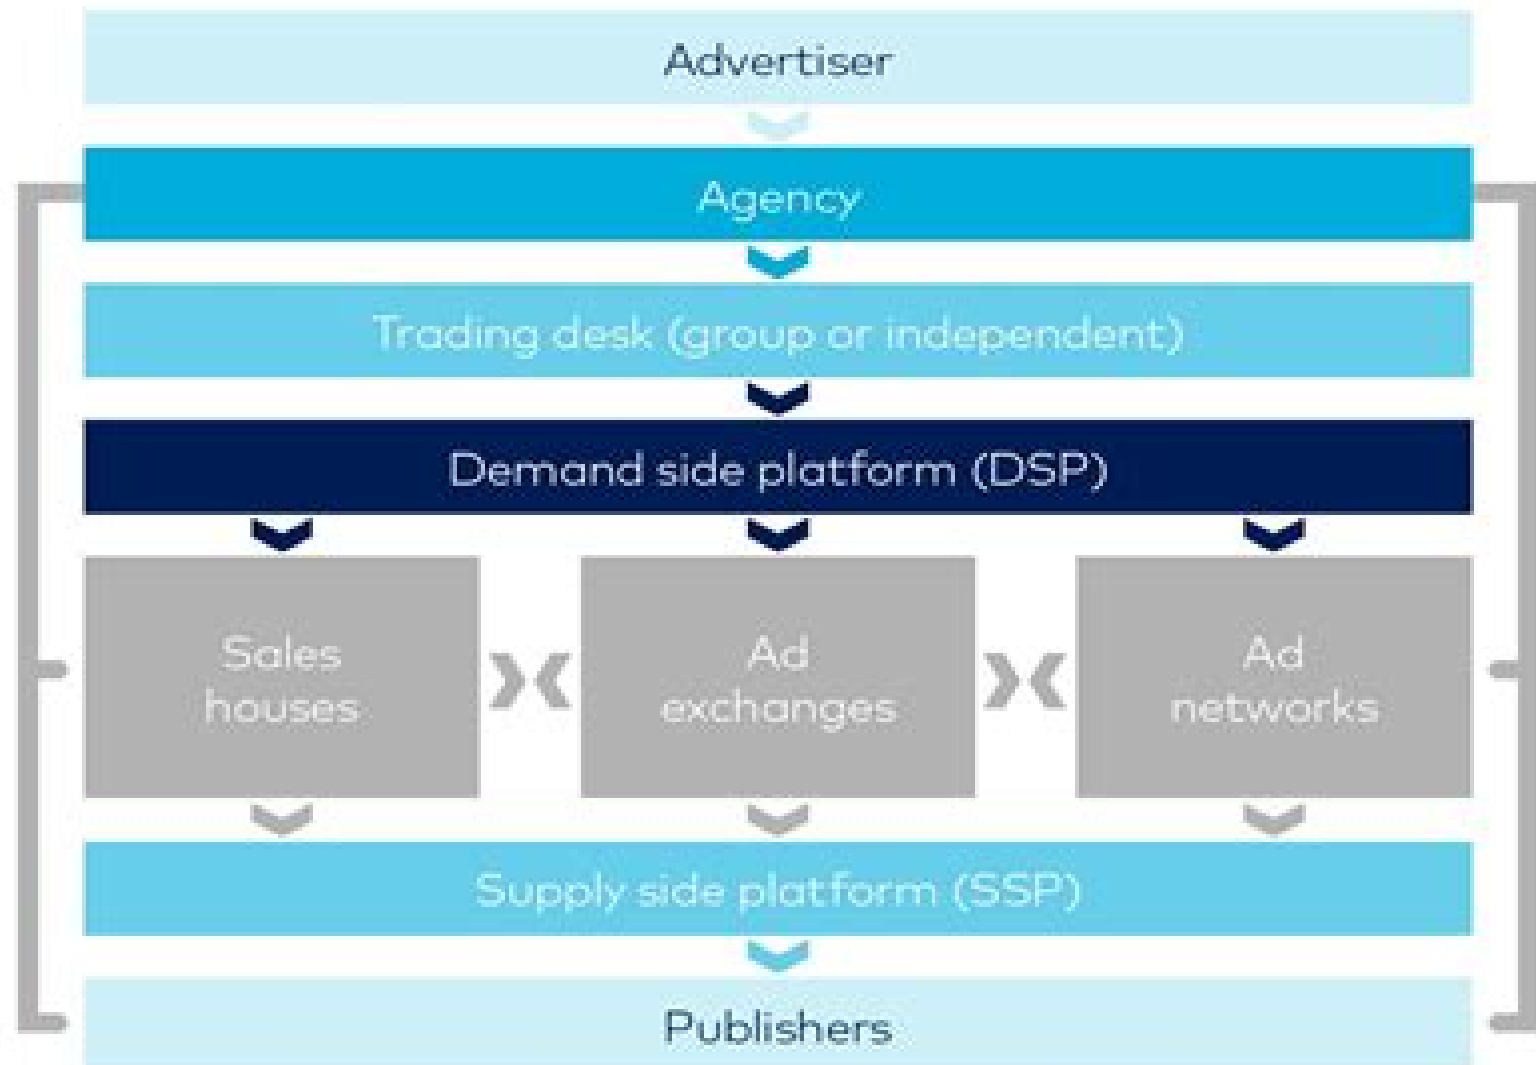 Advertiser
Agency
Trading desk (group or independent)
Demand side platform (DSP)
Sales
houses
Ad
exchanges
Ad
networks
Supply side platform (SSP)
Publishers